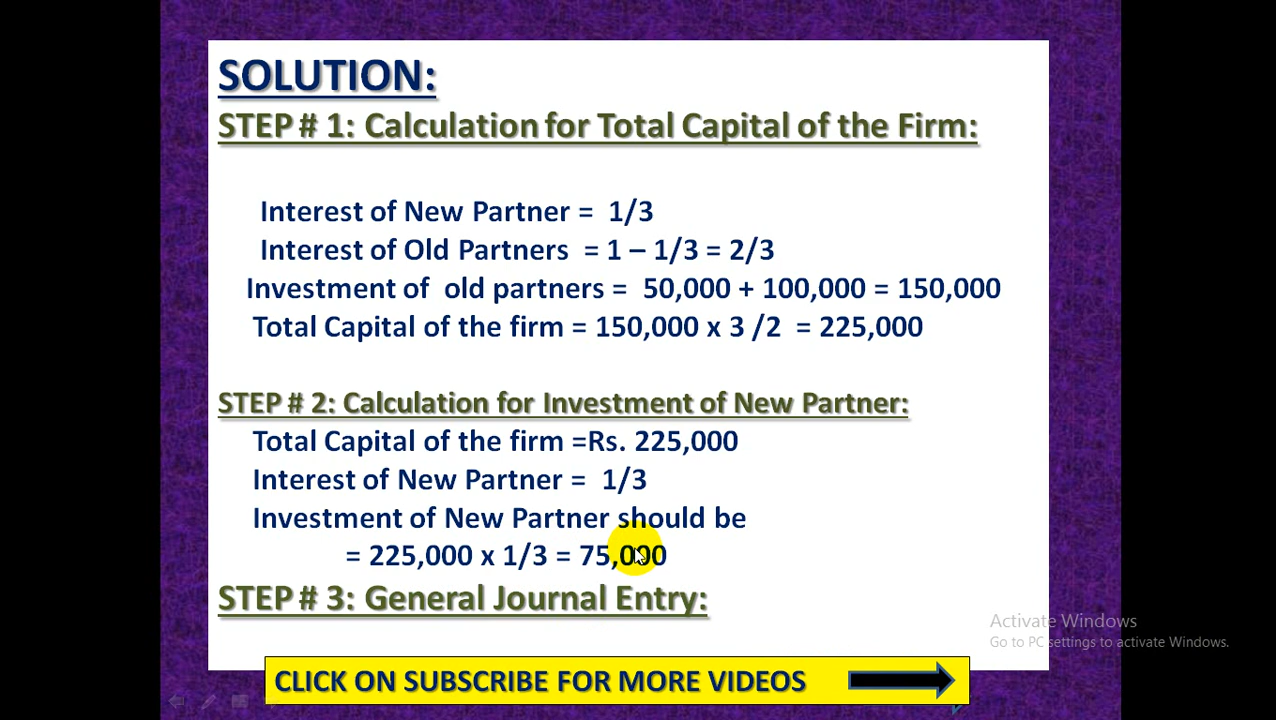 SOLUTION:
STEP # 1: Calculation for Total Capital of the Firm:
Interest of New Partner = 1/3
Interest of Old Partners = 1 – 1/3 = 2/3
Investment of old partners = 50,000 + 100,000 = 150,000
Total Capital of the firm = 150,000 x 3 /2 = 225,000
STEP # 2: Calculation for Investment of New Partner:
Total Capital of the firm =Rs. 225,000
Interest of New Partner = 1/3
Investment of New Partner should be
= 225,000 x 1/3 = 75,000
STEP # 3: General Journal Entry:
Activate Windows
Go to PC settings to activate Windows.
CLICK ON SUBSCRIBE FOR MORE VIDEOS